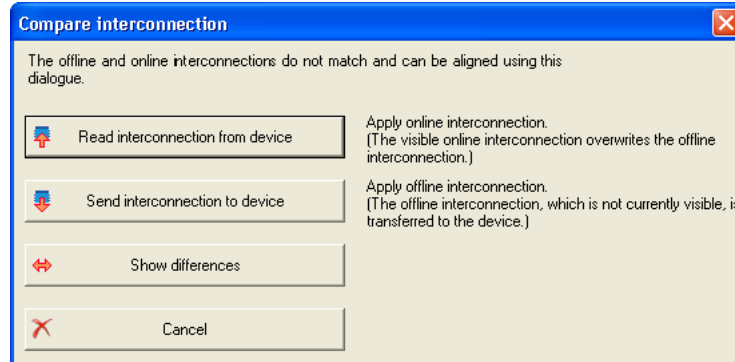 Compare interconnection
The offline and online interconnections do not match and can be aligned using this
dialogue.
Read interconnection from device
Apply online interconnection.
(The visible online interconnection overwrites the offline
interconnection.)
Send interconnection to device
Apply offline interconnection.
(The offline interconnection, which is not currently visible, i
transferred to the device.)
Show differences
Cancel